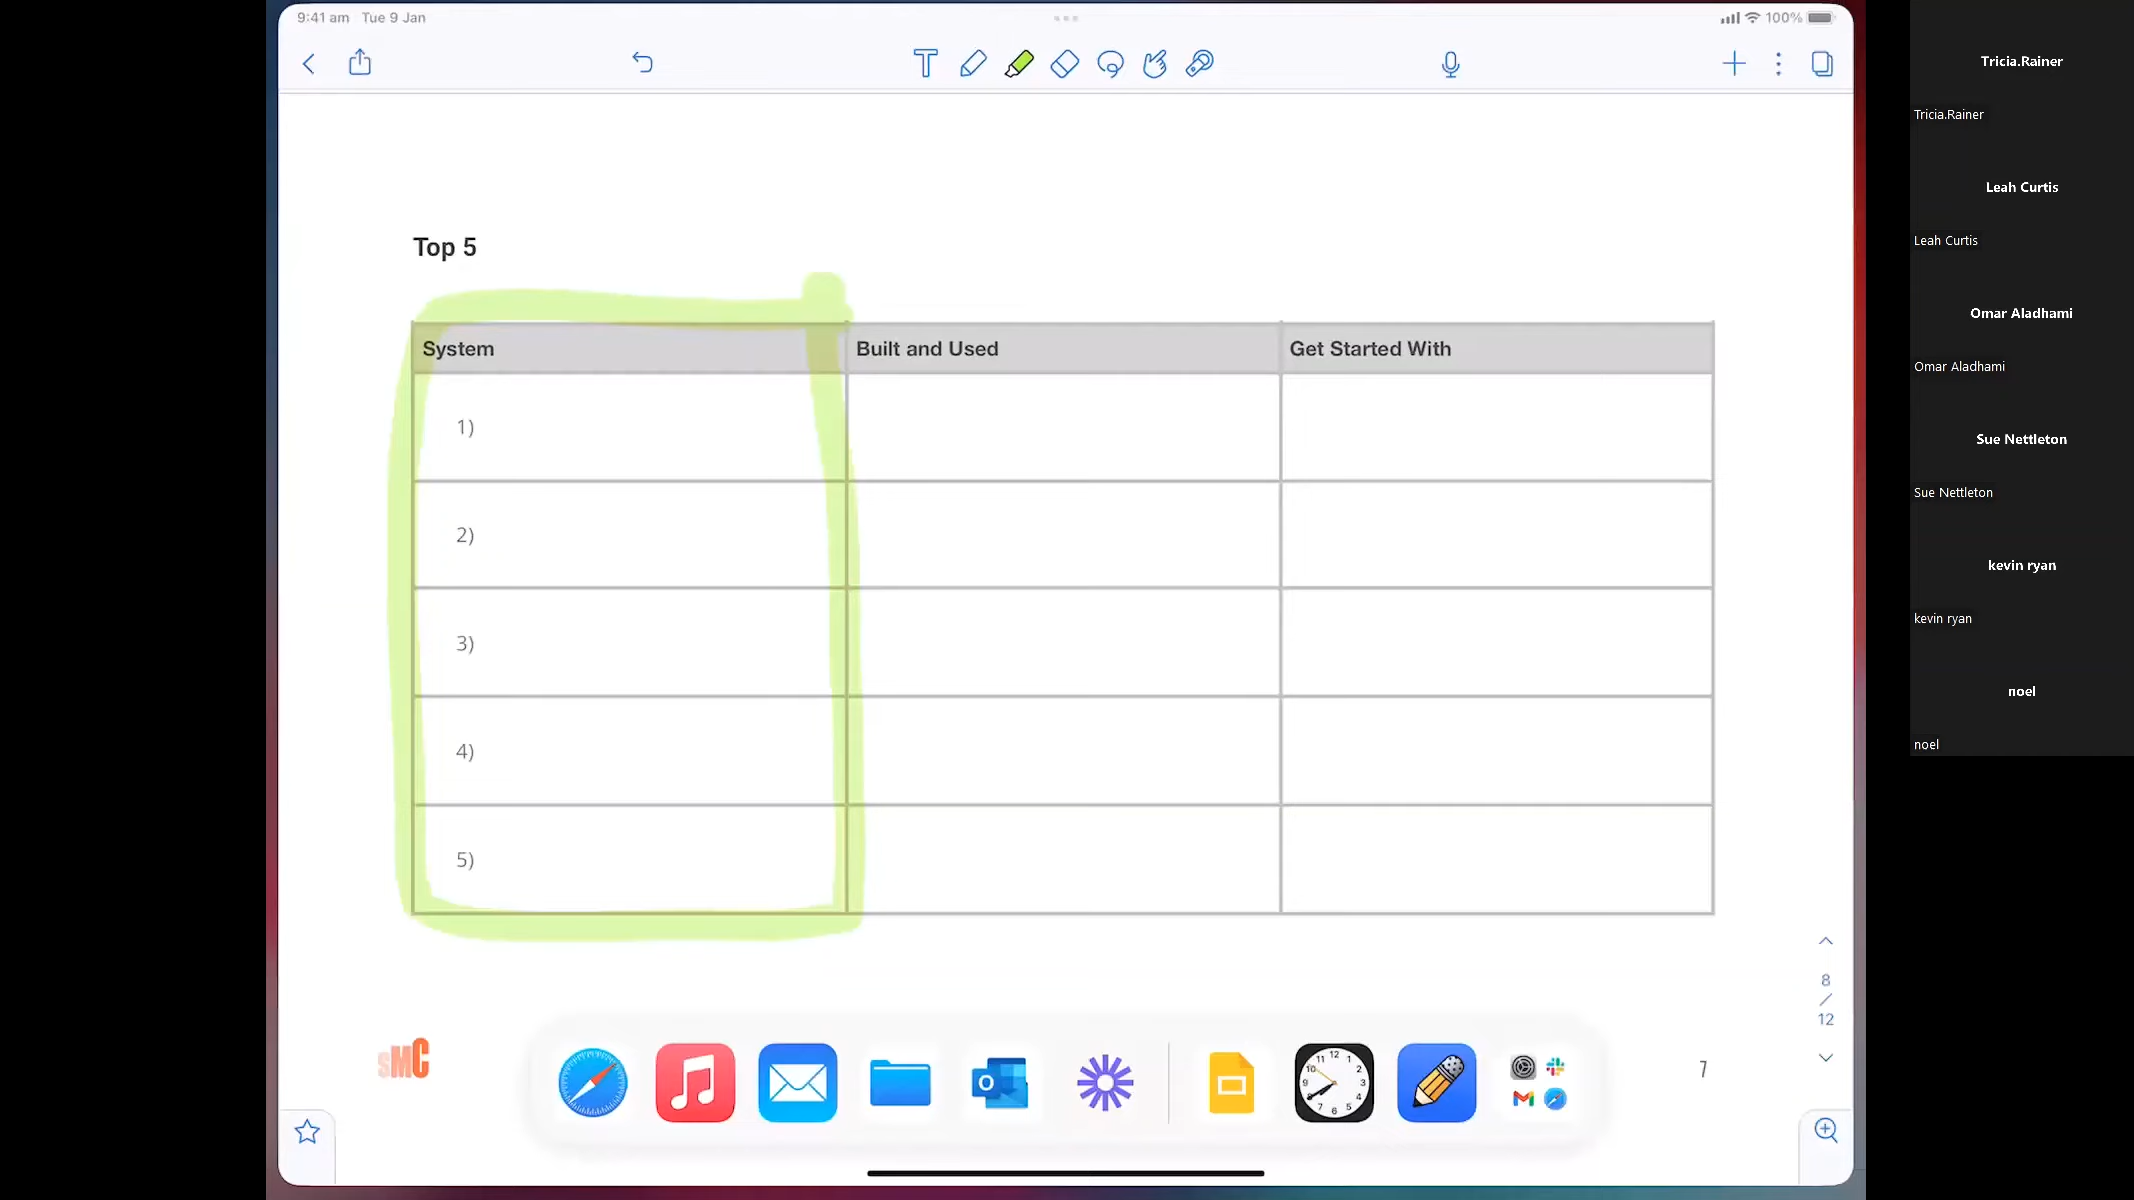 9:41 am Tue 9 Jan
100%
Top 5
System Built and Used Get Started With
1)
2)
3)
4)
5)
8
/
12
sMC
7
Tricia.Rainer
Tricia.Rainer
Leah Curtis
Leah Curtis
Omar Aladhami
Omar Aladhami
Sue Nettleton
Sue Nettleton
kevin ryan
kevin ryan
noel
noel